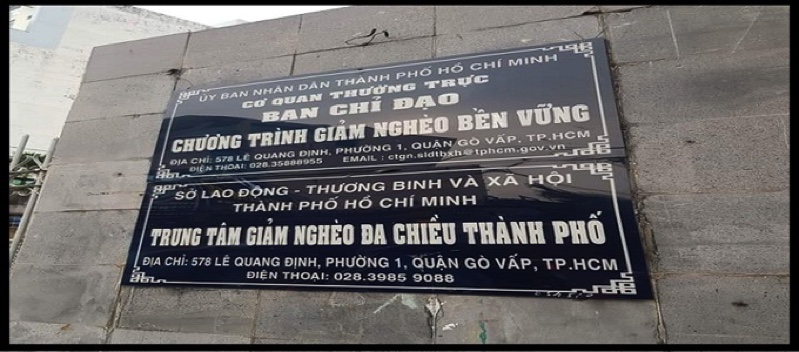 ỦY BAN NHÂN DÂN THÀNH PHỐ HỒ CHÍ MINH
CƠ QUAN THƯỜNG TRỰC
BAN CHỈ ĐẠO
CHƯƠNG TRÌNH GIẢM NGHÈO BỀN VỮNG
ĐỊA CHỈ: 578 LÊ QUANG ĐỊNH, PHƯỜNG 1, QUẬN GÒ VẤP, TP.HCM
ĐIỆN THOẠI: 028.35888955 EMAIL : ctgn.sldtbxh@tphcm.gov.vn
SỞ LAO ĐỘNG - THƯƠNG BINH VÀ XÃ HỘI
THÀNH PHỐ HỒ CHÍ MINH
TRUNG TÂM GIẢM NGHÈO ĐA CHIỀU THÀNH PHỐ
ĐỊA CHỈ: 578 LÊ QUANG ĐỊNH, PHƯỜNG 1, QUẬN GÒ VẤP, TP.HCM
ĐIỆN THOẠI: 028.3985 9088